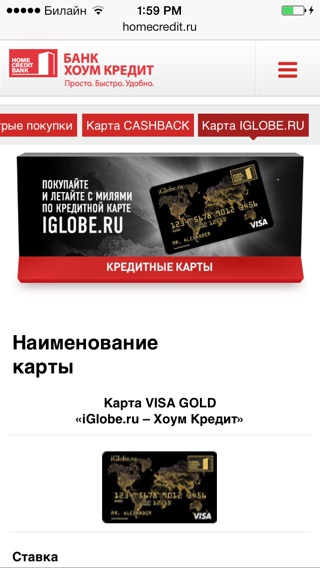 Билайн 1:59 PM
homecredit.ru
HOME
CREDIT
BANK
БАНК
ХОУМ КРЕДИТ
Просто. Быстро. Удобно.
трые покупки Карта CASHBACK Карта IGLOBE.RU
ПОКУПАЙТЕ
И ЛЕТАЙТЕ С МИЛЯМИ
ПО КРЕДИТНОЙ КАРТЕ
IGLOBE.RU
iGlobe.ru
1234 5678 9012 3456
MR. ALEXANDER
VISA
КРЕДИТНЫЕ КАРТЫ
Наименование
карты
Карта VISA GOLD
«iGlobe.ru – Хоум Кредит»
iGlobe.ru
1234 5678 9012 3456
MR. ALEXANDER
VISA
Ставка